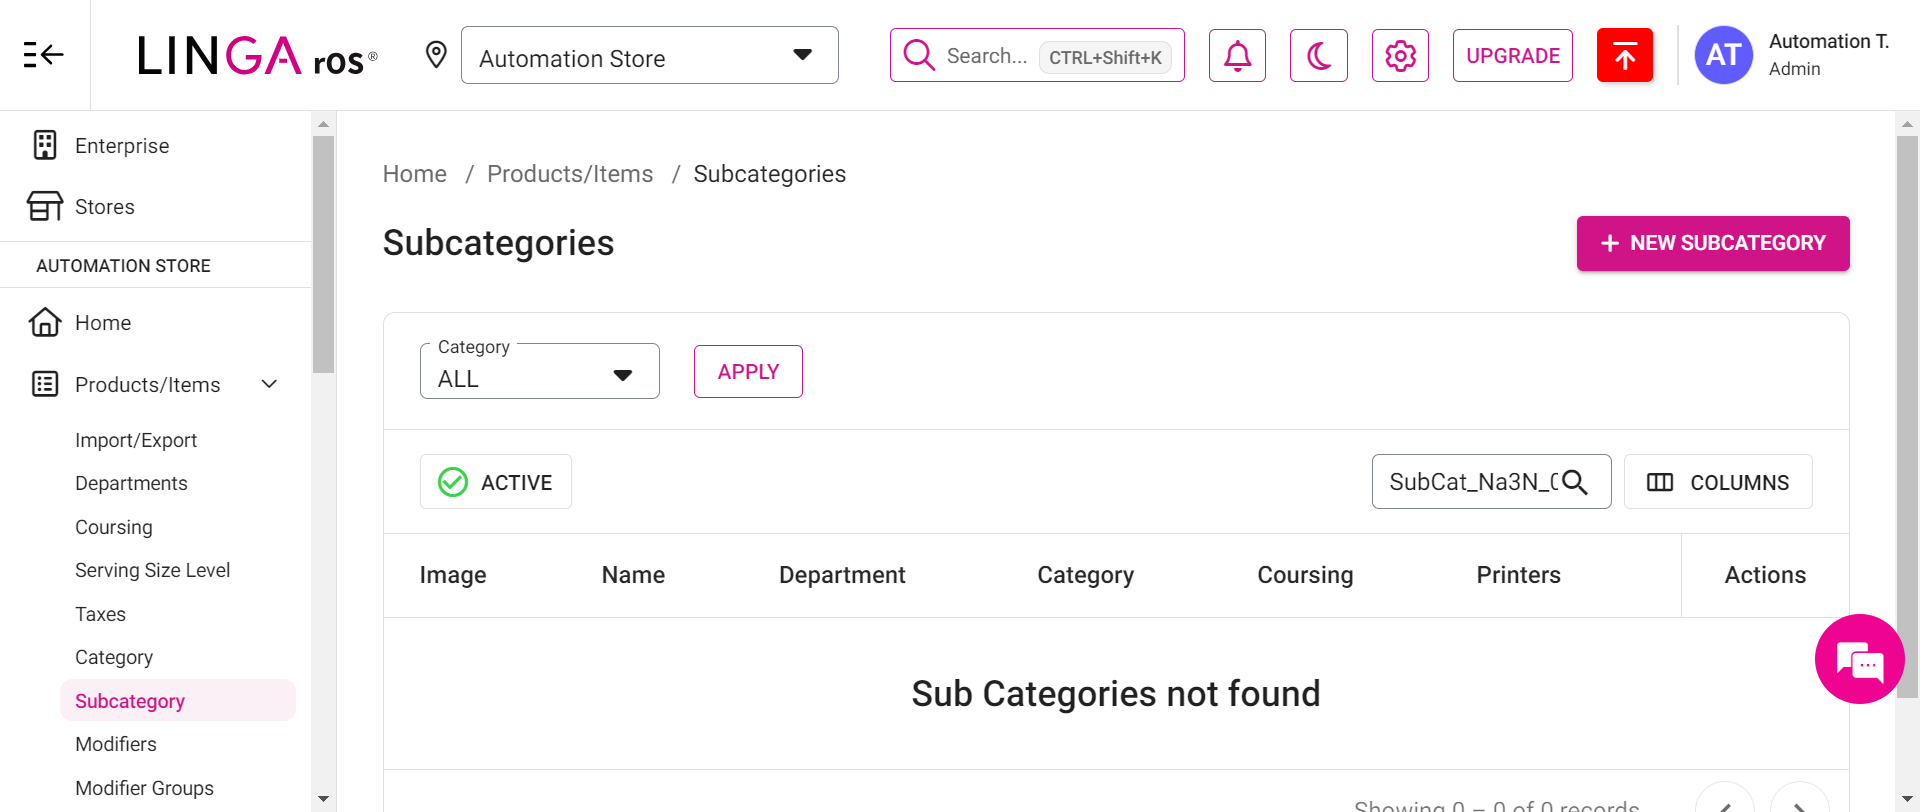 LINGA ros®
Automation Store
Search... CTRL+Shift+K
UPGRADE
AT
Automation T.
Admin
Enterprise
Stores
AUTOMATION STORE
Home
Products/Items
Import/Export
Departments
Coursing
Serving Size Level
Taxes
Category
Subcategory
Modifiers
Modifier Groups
Home / Products/Items / Subcategories
Subcategories
+ NEW SUBCATEGORY
Category
ALL
APPLY
ACTIVE
SubCat_Na3N_
COLUMNS
Image Name Department Category Coursing Printers Actions
Sub Categories not found
Showing 0 – 0 of 0 records